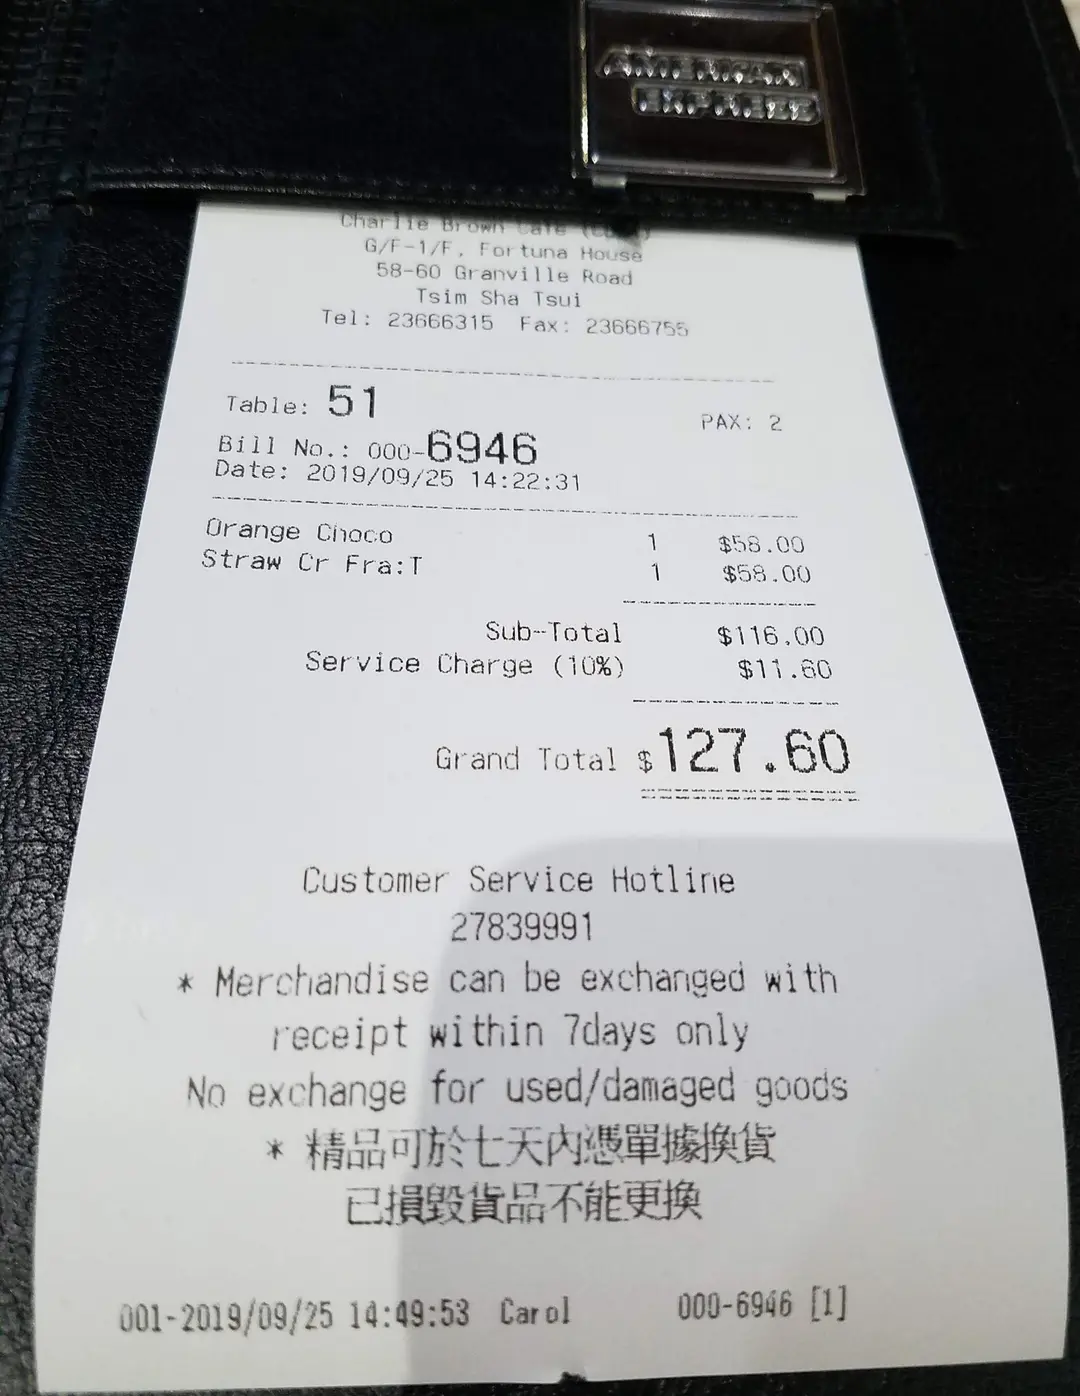 AMERICAN
EXPRESS
Charlie Brown Cafe
G/F-1/F, Fortuna House
58-60 Granville Road
Tsim Sha Tsui
Tel: 23666315 Fax: 23666755
Table: 51 PAX: 2
Bill No.: 000-6946
Date: 2019/09/25 14:22:31
Orange Choco 1 $58.00
Straw Cr Fra:T 1 $58.00
Sub-Total $116.00
Service Charge (10%) $11.60
Grand Total $127.60
Customer Service Hotline
27839991
* Merchandise can be exchanged with
receipt within 7days only
No exchange for used/damaged goods
* 精品可於七天內憑單據換貨
已損毀貨品不能更換
001-2019/09/25 14:49:53 Carol 000-6946 [1]